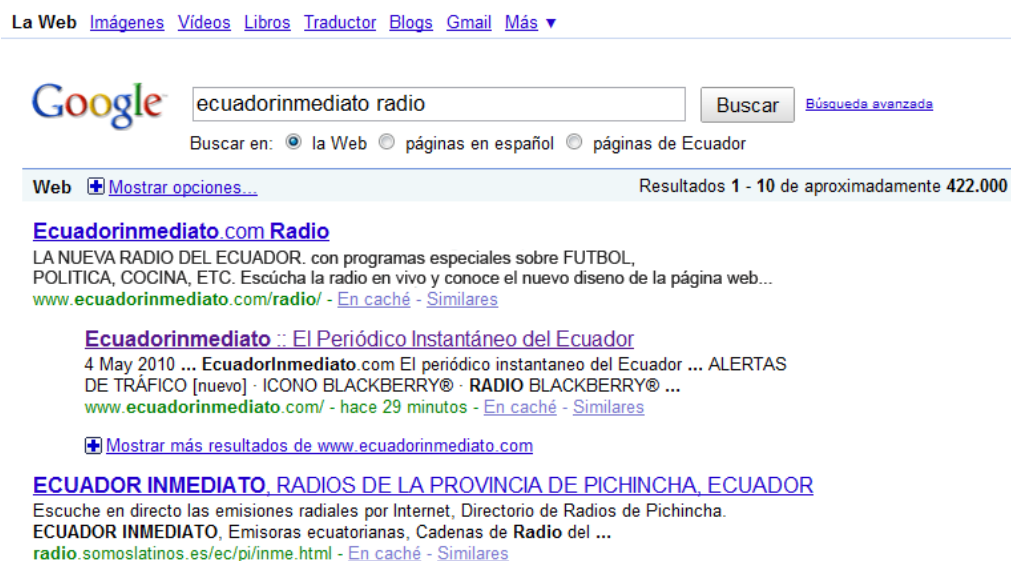 La Web Imágenes Vídeos Libros Traductor Blogs Gmail Más ▼
Google ecuadorinmediato radio Buscar Búsqueda avanzada
Buscar en: la Web páginas en español páginas de Ecuador
Web Mostrar opciones... Resultados 1 - 10 de aproximadamente 422.000
Ecuadorinmediato.com Radio
LA NUEVA RADIO DEL ECUADOR. con programas especiales sobre FUTBOL,
POLITICA, COCINA, ETC. Escúcha la radio en vivo y conoce el nuevo diseno de la página web...
www.ecuadorinmediato.com/radio/ - En caché - Similares
Ecuadorinmediato :: El Periódico Instantáneo del Ecuador
4 May 2010 ... EcuadorInmediato.com El periódico instantaneo del Ecuador ... ALERTAS
DE TRÁFICO [nuevo] · ICONO BLACKBERRY® · RADIO BLACKBERRY® ...
www.ecuadorinmediato.com/ - hace 29 minutos - En caché - Similares
Mostrar más resultados de www.ecuadorinmediato.com
ECUADOR INMEDIATO, RADIOS DE LA PROVINCIA DE PICHINCHA, ECUADOR
Escuche en directo las emisiones radiales por Internet, Directorio de Radios de Pichincha.
ECUADOR INMEDIATO, Emisoras ecuatorianas, Cadenas de Radio del ...
radio.somoslatinos.es/ec/pi/inme.html - En caché - Similares